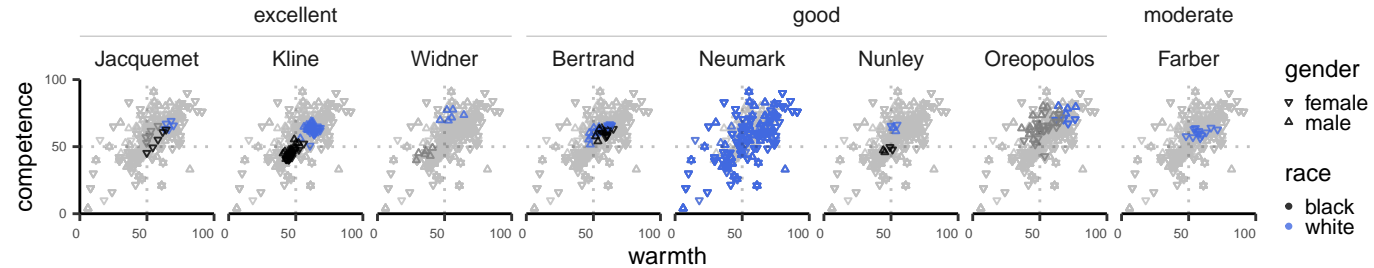 excellent good moderate
Jacquemet Kline Widner Bertrand Neumark Nunley Oreopoulos Farber
competence
100
50
0
0 50 100 0 50 100 0 50 100 0 50 100 0 50 100 0 50 100 0 50 100 0 50 100
warmth
gender
female
male
race
black
white